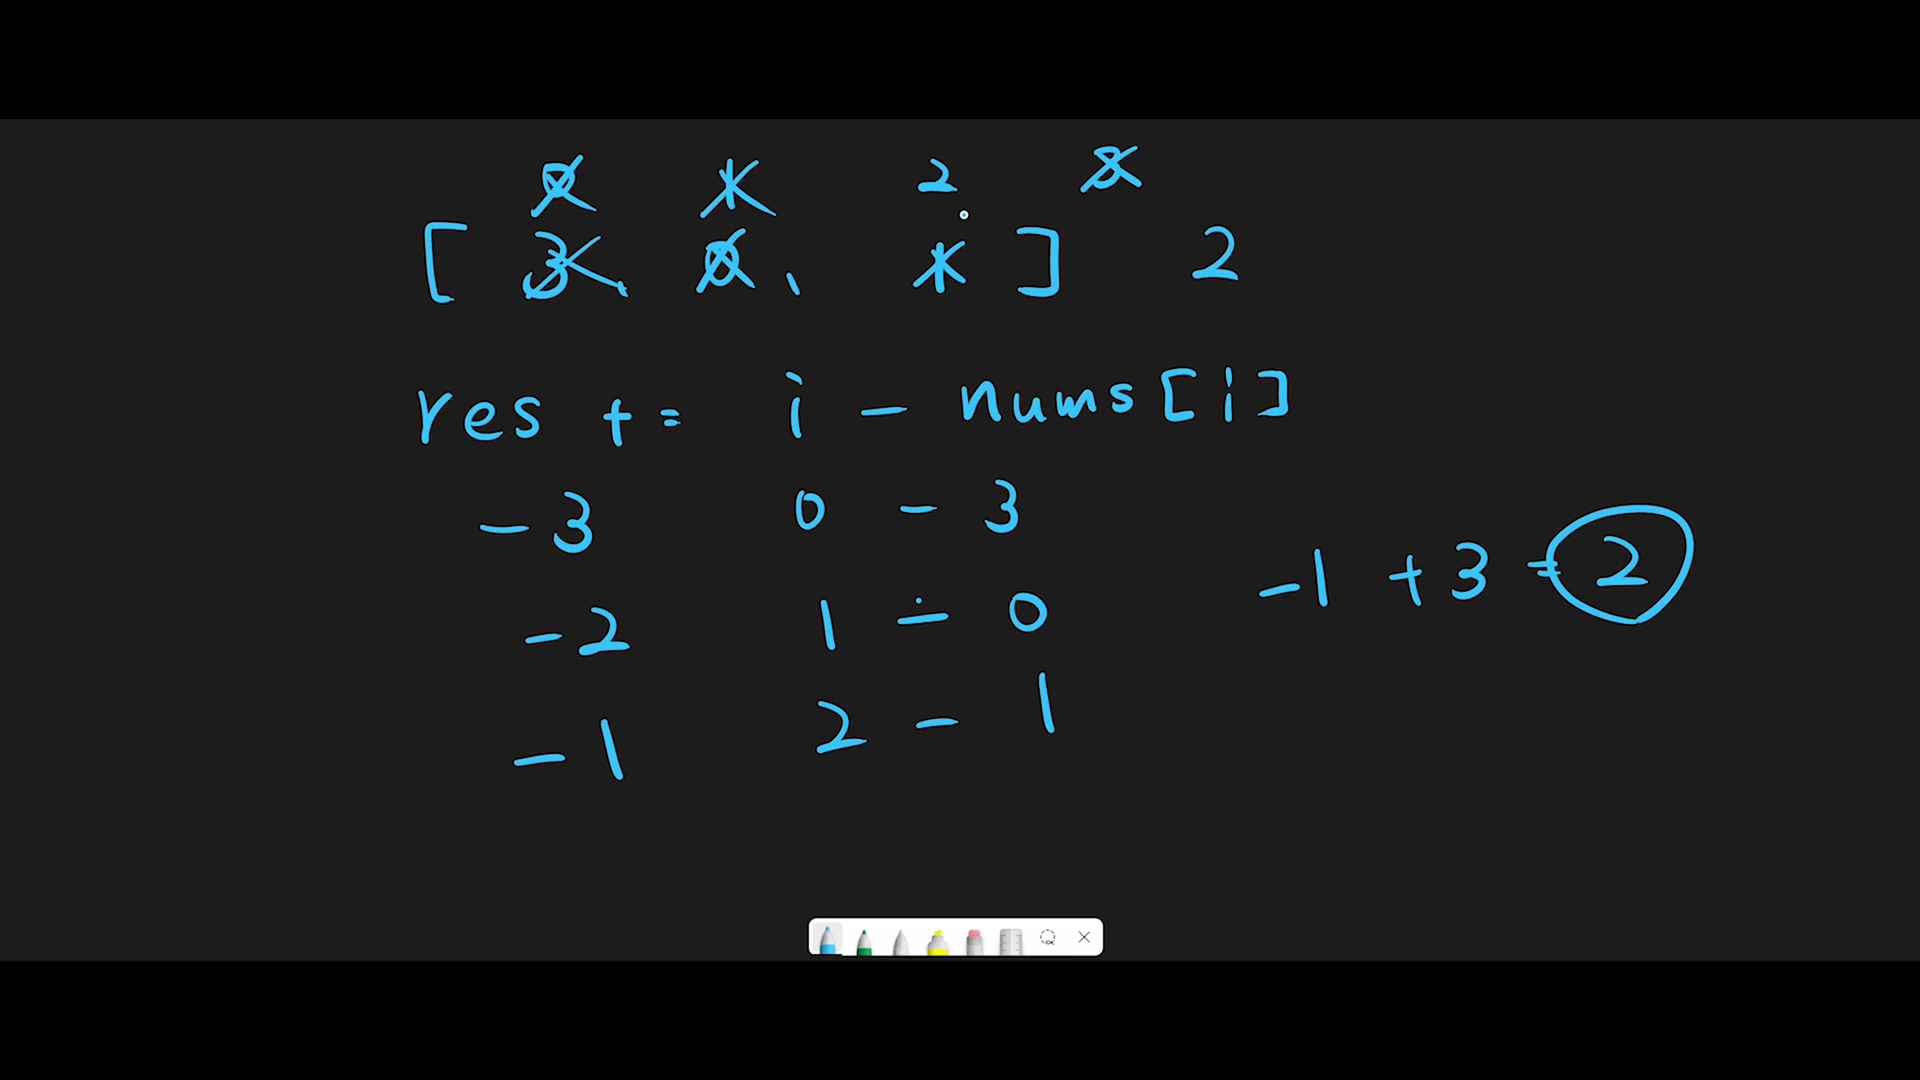 0 1 2 3
[ 3, 0, 1 ] 2
res += i - nums[i]
-3 0 - 3
-1 + 3 = 2
-2 1 - 0
-1 2 - 1